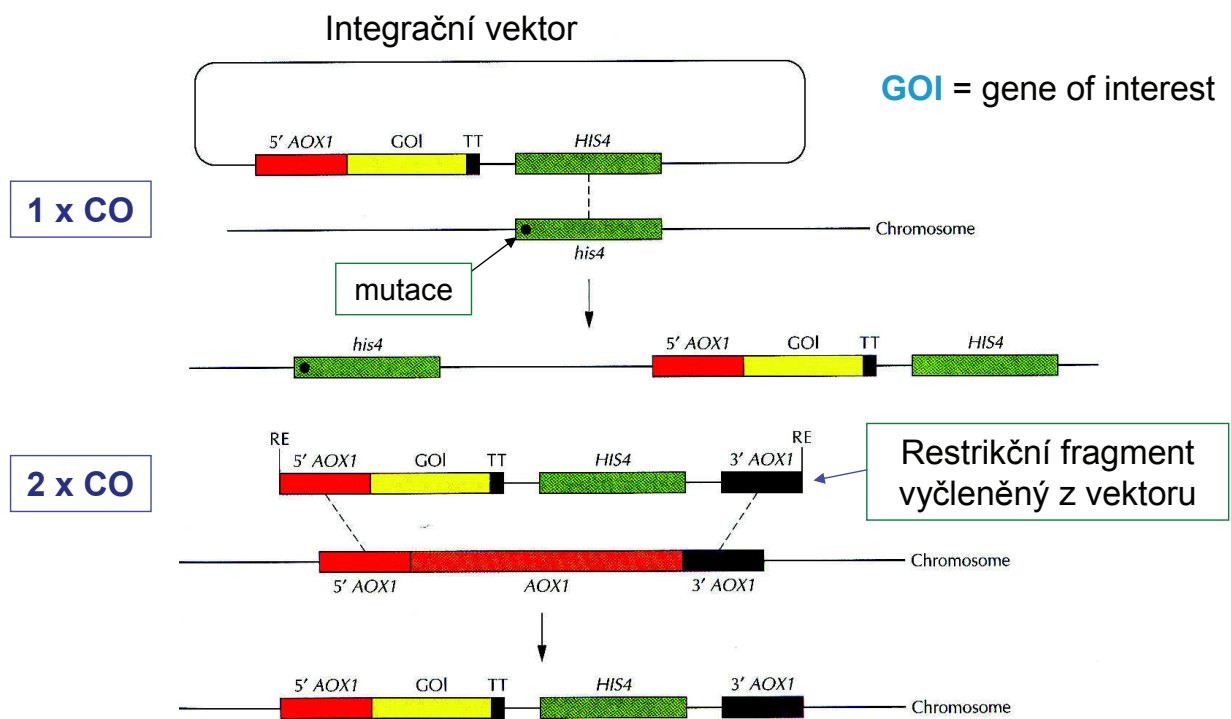 Integrační vektor
GOI = gene of interest
5' AOX1 GOI TT HIS4
1 x CO
Chromosome
his4
mutace
his4 5' AOX1 GOI TT HIS4
RE RE
5' AOX1 GOI TT HIS4 3' AOX1
2 x CO
Restrikční fragment
vyčleněný z vektoru
Chromosome
5' AOX1 AOX1 3' AOX1
5' AOX1 GOI TT HIS4 3' AOX1
Chromosome